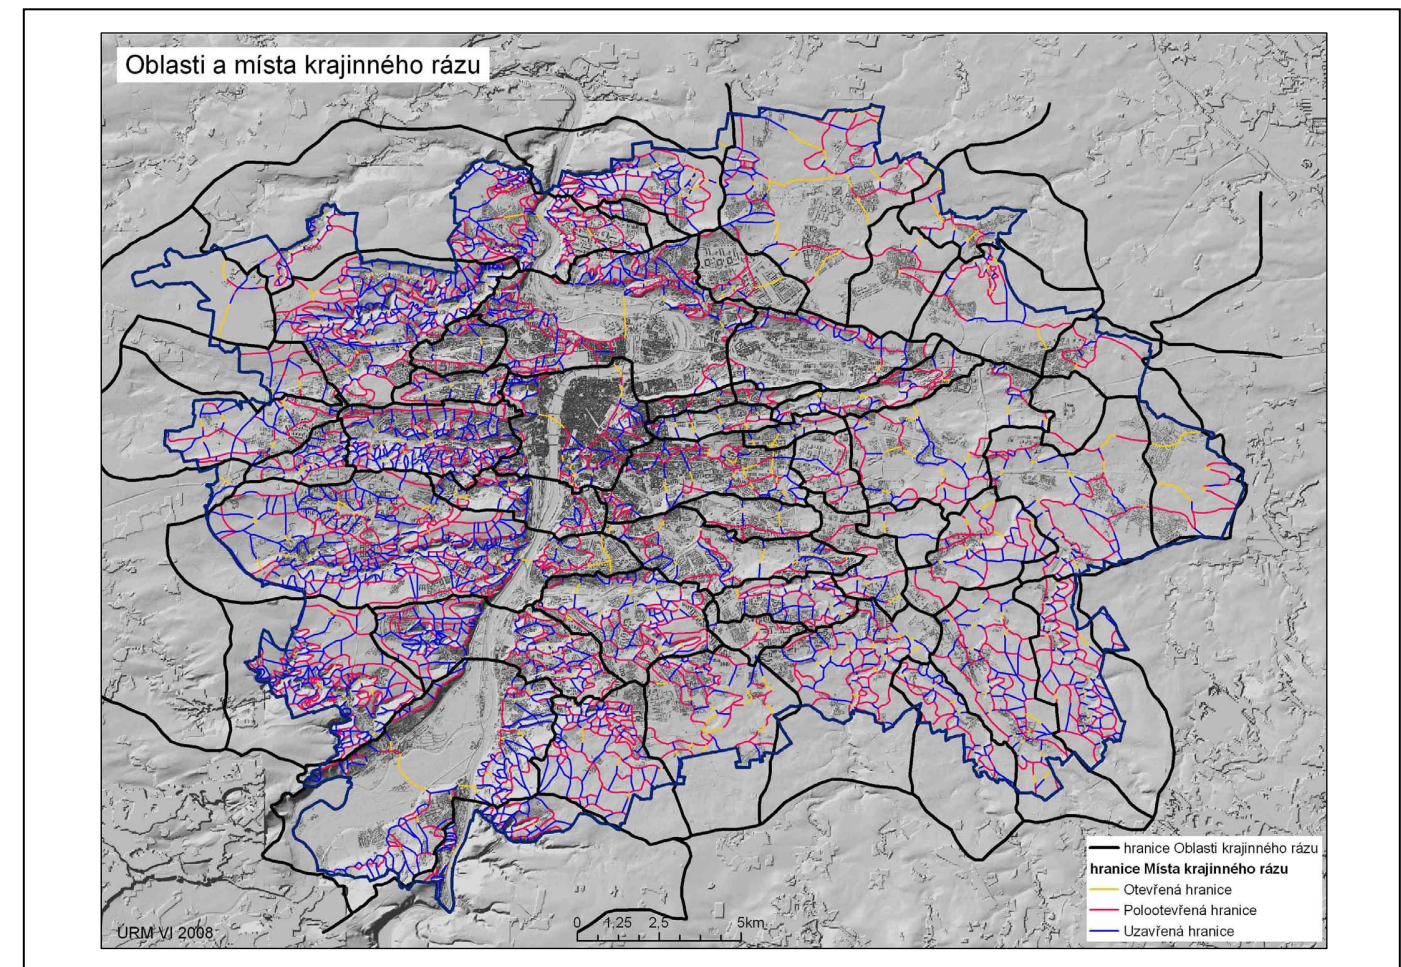 Oblasti a místa krajinného rázu
hranice Oblasti krajinného rázu
hranice Místa krajinného rázu
Otevřená hranice
Polootevřená hranice
Uzavřená hranice
0 1,25 2,5 5km
ÚRM VI 2008